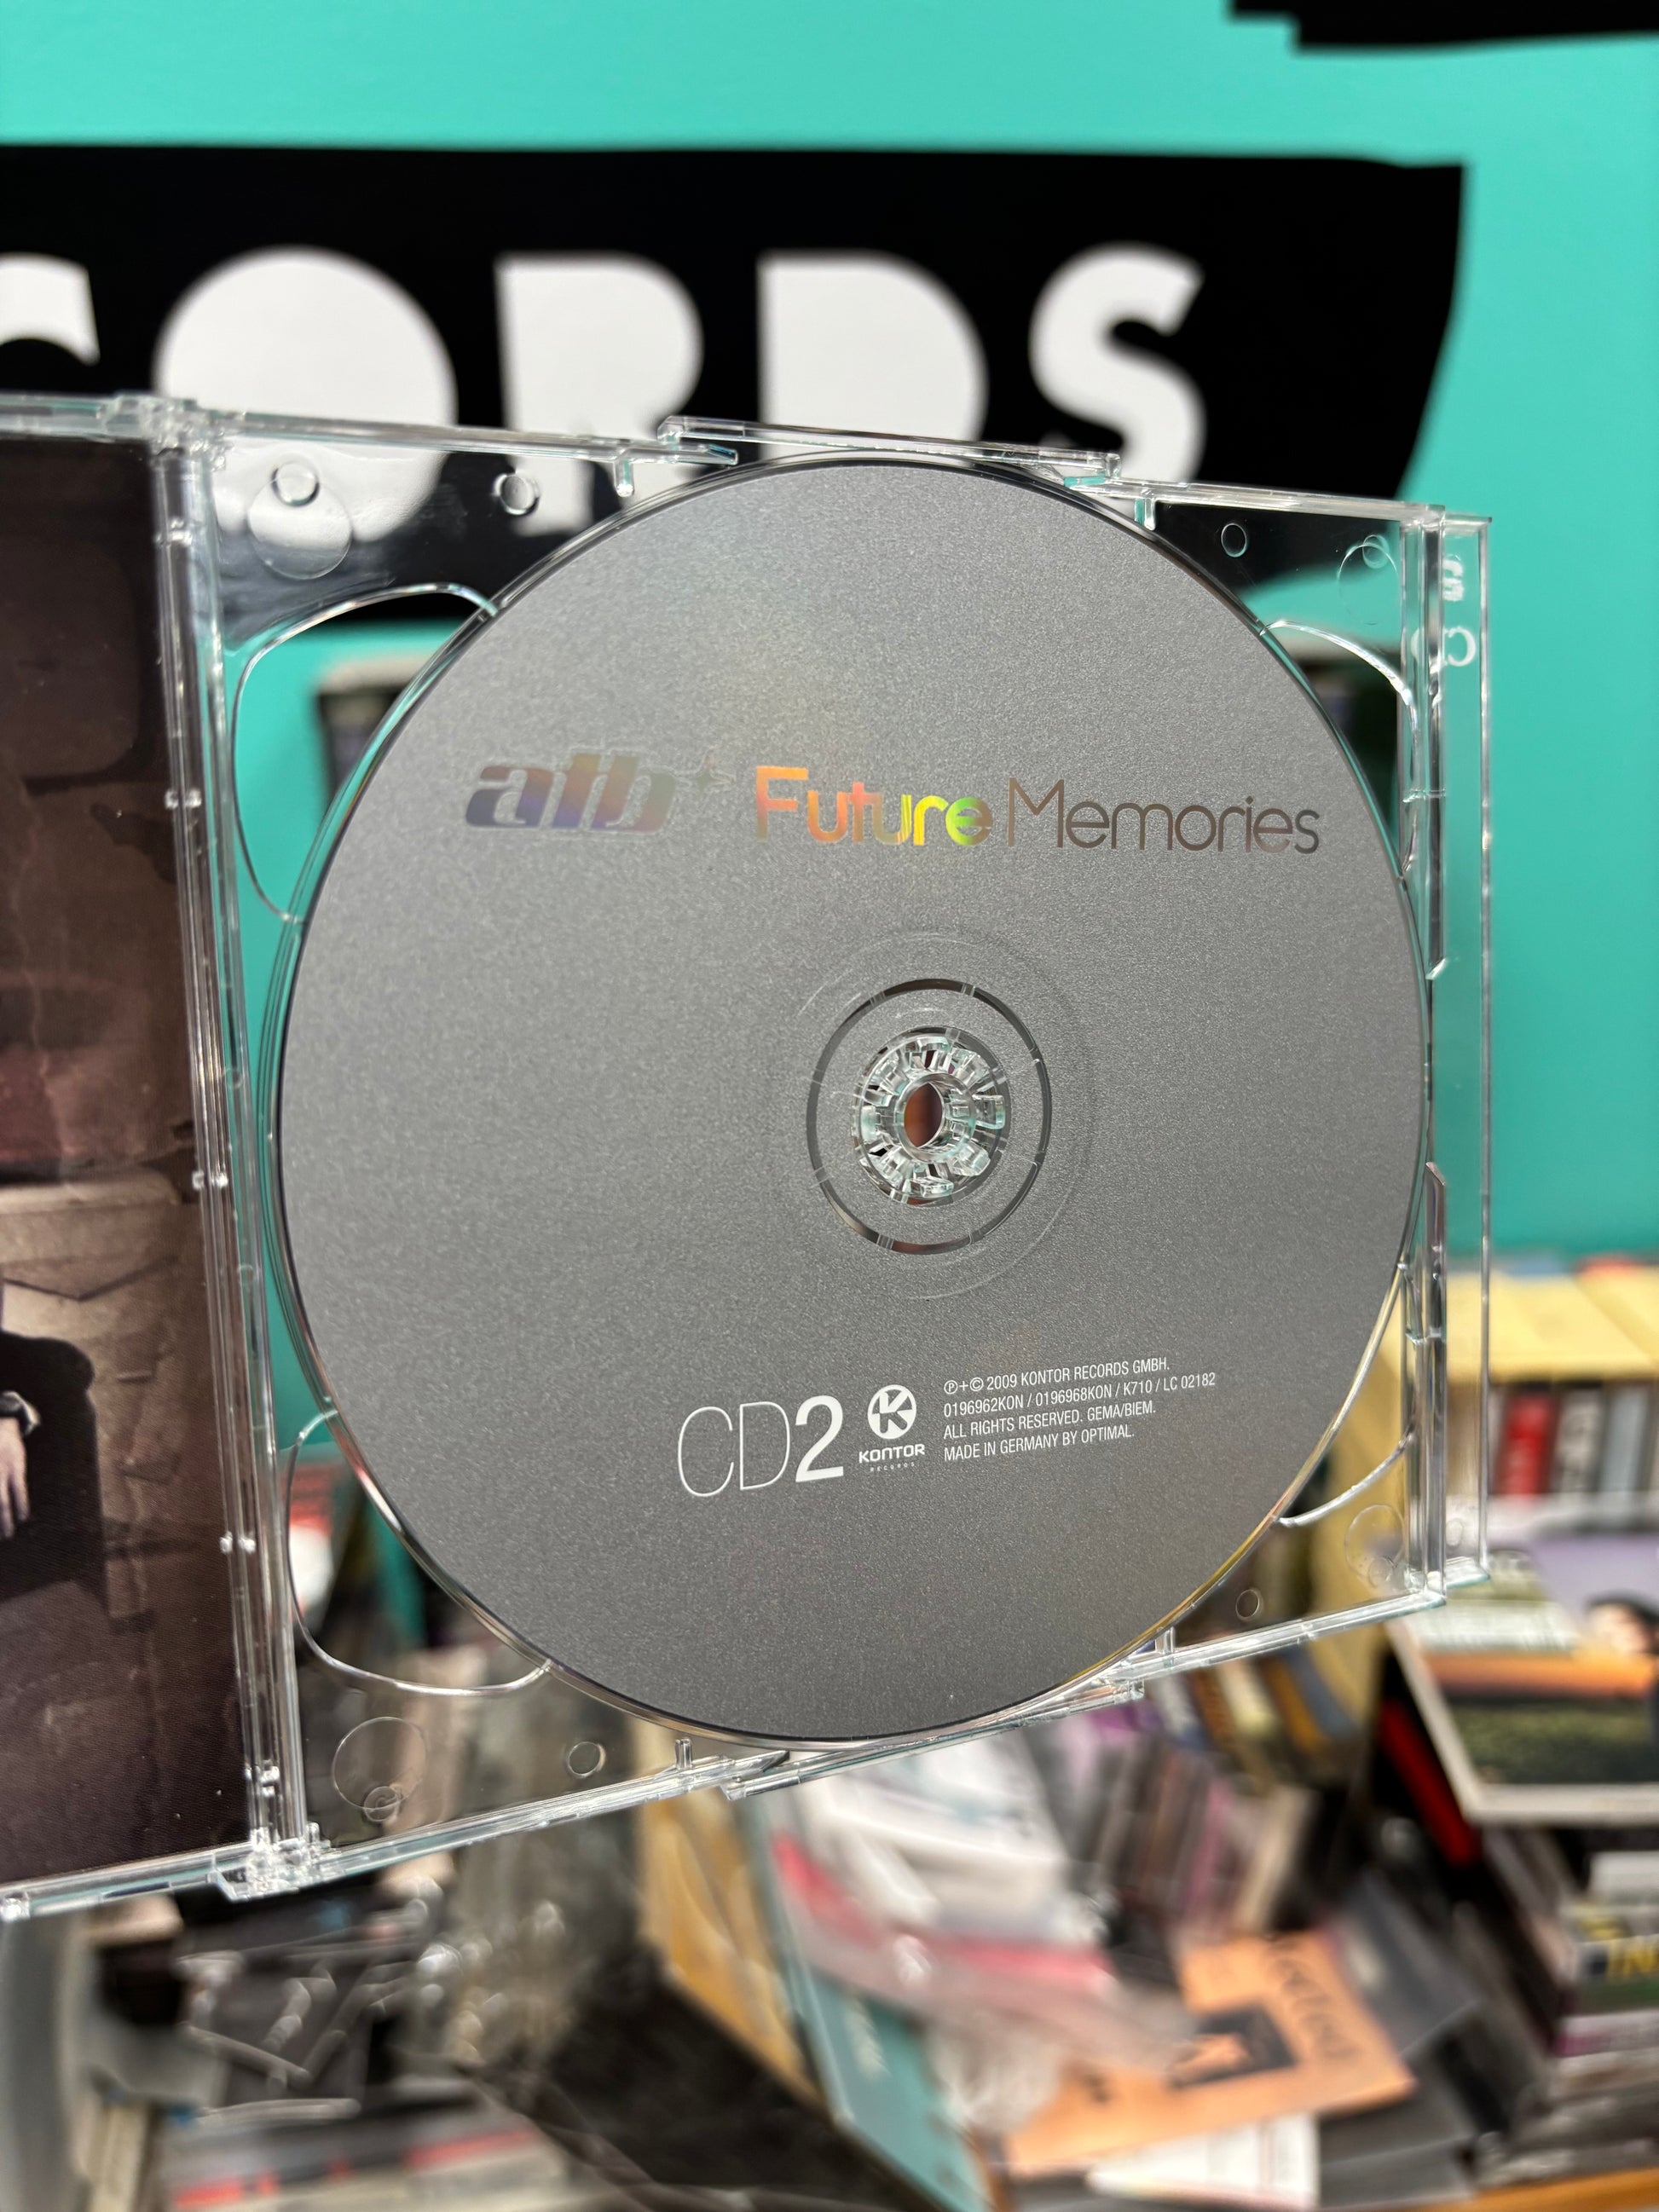 CORDS
atb
Future Memories
CD2
KONTOR
RECORDS
℗+© 2009 KONTOR RECORDS GMBH.
0196962KON / 0196968KON / K710 / LC 02182
ALL RIGHTS RESERVED. GEMA/BIEM.
MADE IN GERMANY BY OPTIMAL.